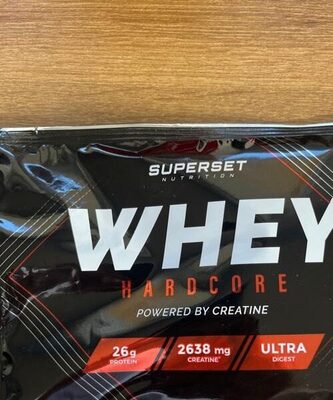 SUPERSET
NUTRITION
WHEY
HARDCORE
POWERED BY CREATINE
26g 2638 mg ULTRA
PROTEIN CREATINE* DIGEST